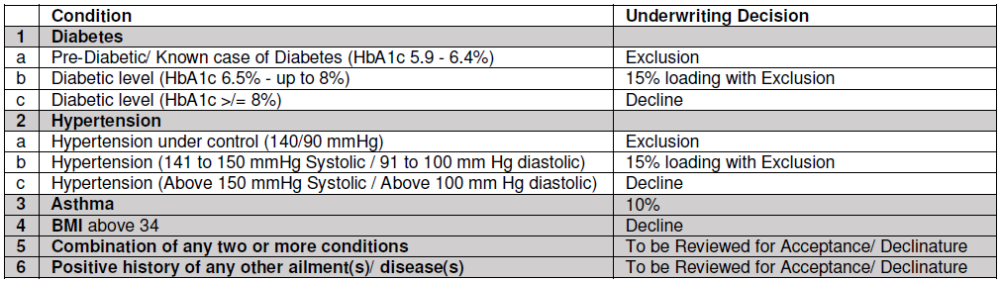 Condition Underwriting Decision
1 Diabetes
a Pre-Diabetic/ Known case of Diabetes (HbA1c 5.9 - 6.4%) Exclusion
b Diabetic level (HbA1c 6.5% - up to 8%) 15% loading with Exclusion
c Diabetic level (HbA1c >/= 8%) Decline
2 Hypertension
a Hypertension under control (140/90 mmHg) Exclusion
b Hypertension (141 to 150 mmHg Systolic / 91 to 100 mm Hg diastolic) 15% loading with Exclusion
c Hypertension (Above 150 mmHg Systolic / Above 100 mm Hg diastolic) Decline
3 Asthma 10%
4 BMI above 34 Decline
5 Combination of any two or more conditions To be Reviewed for Acceptance/ Declinature
6 Positive history of any other ailment(s)/ disease(s) To be Reviewed for Acceptance/ Declinature